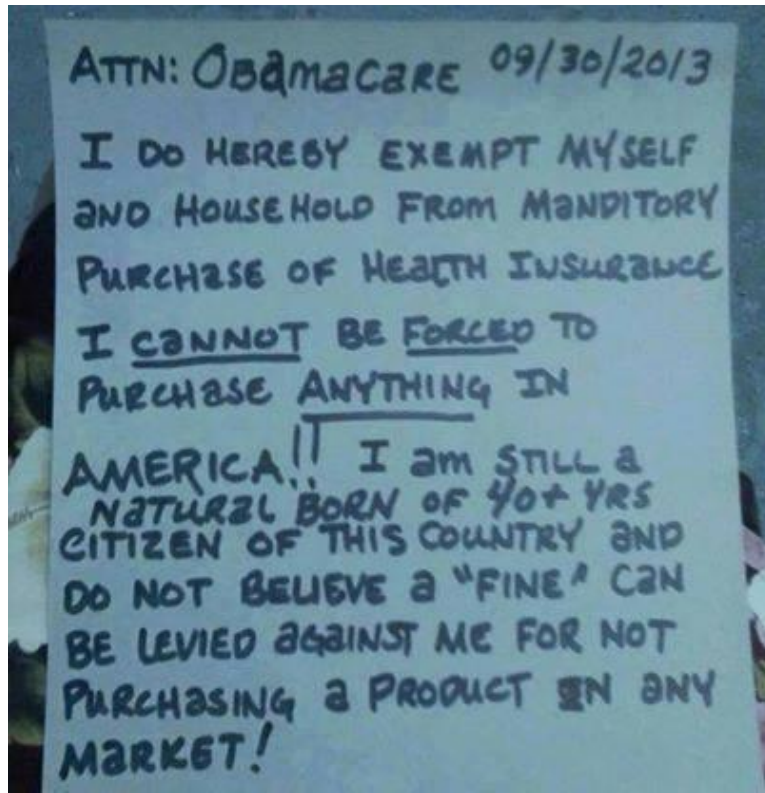 ATTN: OBamacaRE 09/30/2013
I DO HEREBY EXEMPT MYSELF
aND HOUSEHOLD FROM MaNDITORY
PURCHaSE OF HEaLTH INSURaNCE
I CaNNOT BE FORCED TO
PURCHaSE ANYTHING IN
AMERICA!! I am STILL a
NaTURaL BORN OF 40+ YRS
CITIZEN OF THIS COUNTRY aND
DO NOT BELIEVE a "FINE" CaN
BE LEVIED aGaINST ME FOR NOT
PURCHaSING a PRODUCT IN aNY
MaRKET!